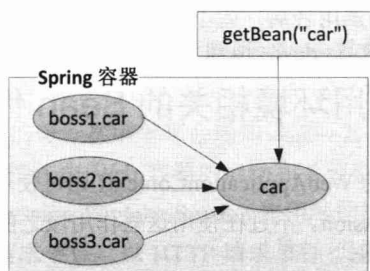 getBean("car")
Spring 容器
boss1.car
boss2.car
car
boss3.car